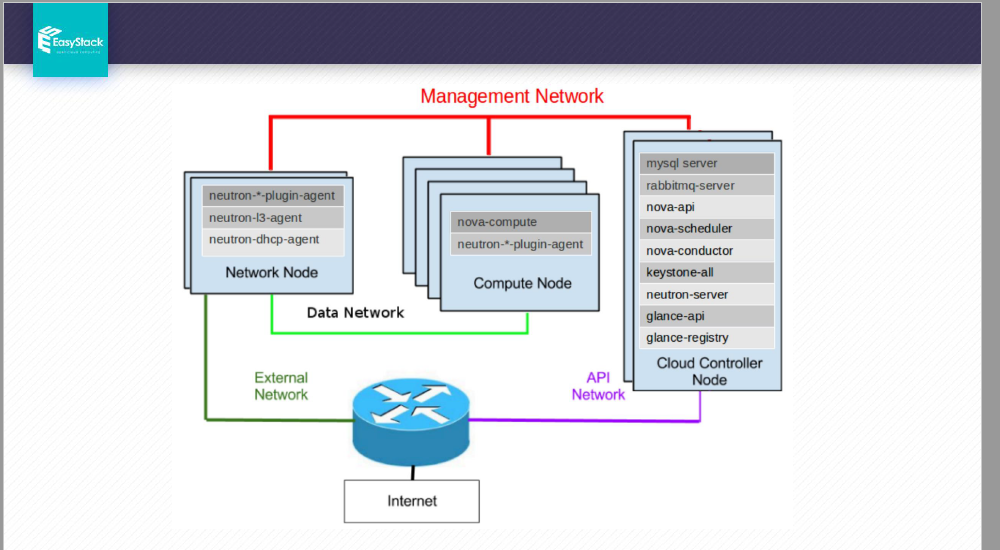 EasyStack
Management Network
neutron-*-plugin-agent
neutron-l3-agent
neutron-dhcp-agent
Network Node
nova-compute
neutron-*-plugin-agent
Compute Node
mysql server
rabbitmq-server
nova-api
nova-scheduler
nova-conductor
keystone-all
neutron-server
glance-api
glance-registry
Cloud Controller
Node
Data Network
External
Network
API
Network
Internet